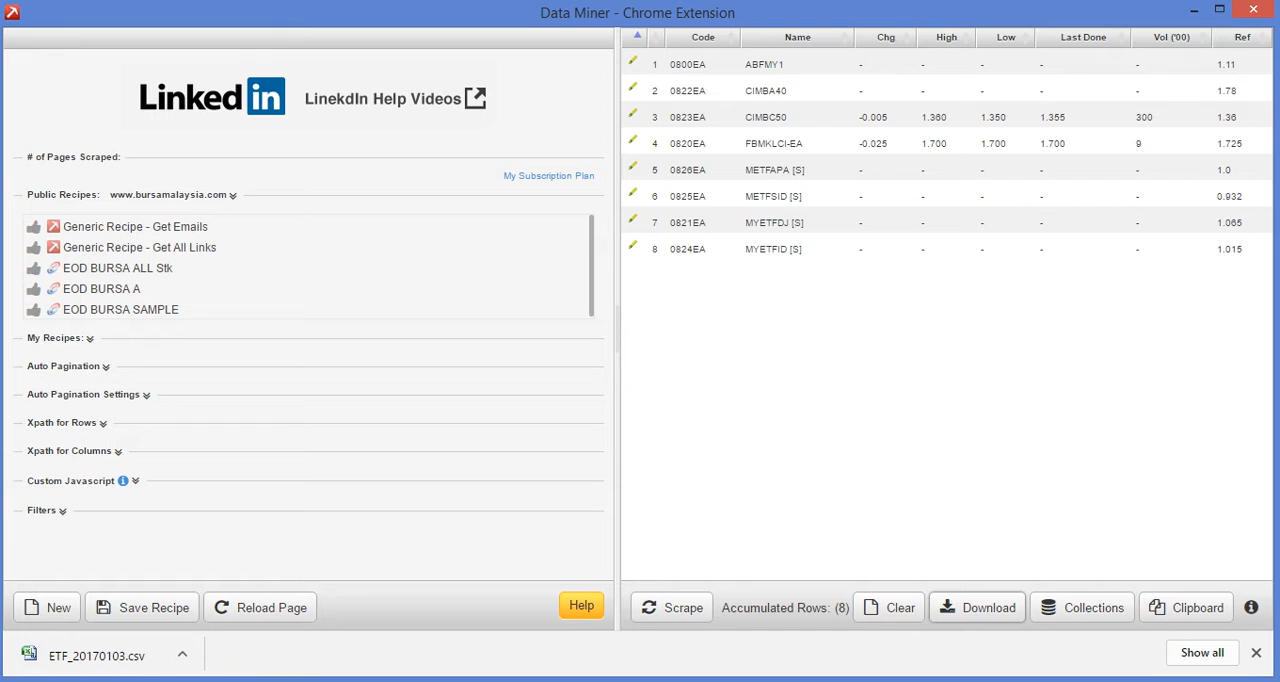 Data Miner - Chrome Extension
Linked in LinekdIn Help Videos
# of Pages Scraped:
My Subscription Plan
Public Recipes: www.bursamalaysia.com
Generic Recipe - Get Emails
Generic Recipe - Get All Links
EOD BURSA ALL Stk
EOD BURSA A
EOD BURSA SAMPLE
My Recipes:
Auto Pagination
Auto Pagination Settings
Xpath for Rows
Xpath for Columns
Custom Javascript
Filters
New Save Recipe Reload Page Help
Code Name Chg High Low Last Done Vol ('00) Ref
1 0800EA ABFMY1 - - - - - 1.11
2 0822EA CIMBA40 - - - - - 1.78
3 0823EA CIMBC50 -0.005 1.360 1.350 1.355 300 1.36
4 0820EA FBMKLCI-EA -0.025 1.700 1.700 1.700 9 1.725
5 0826EA METFAPA [S] - - - - - 1.0
6 0825EA METFSID [S] - - - - - 0.932
7 0821EA MYETFDJ [S] - - - - - 1.065
8 0824EA MYETFID [S] - - - - - 1.015
Scrape Accumulated Rows: (8) Clear Download Collections Clipboard
ETF_20170103.csv Show all